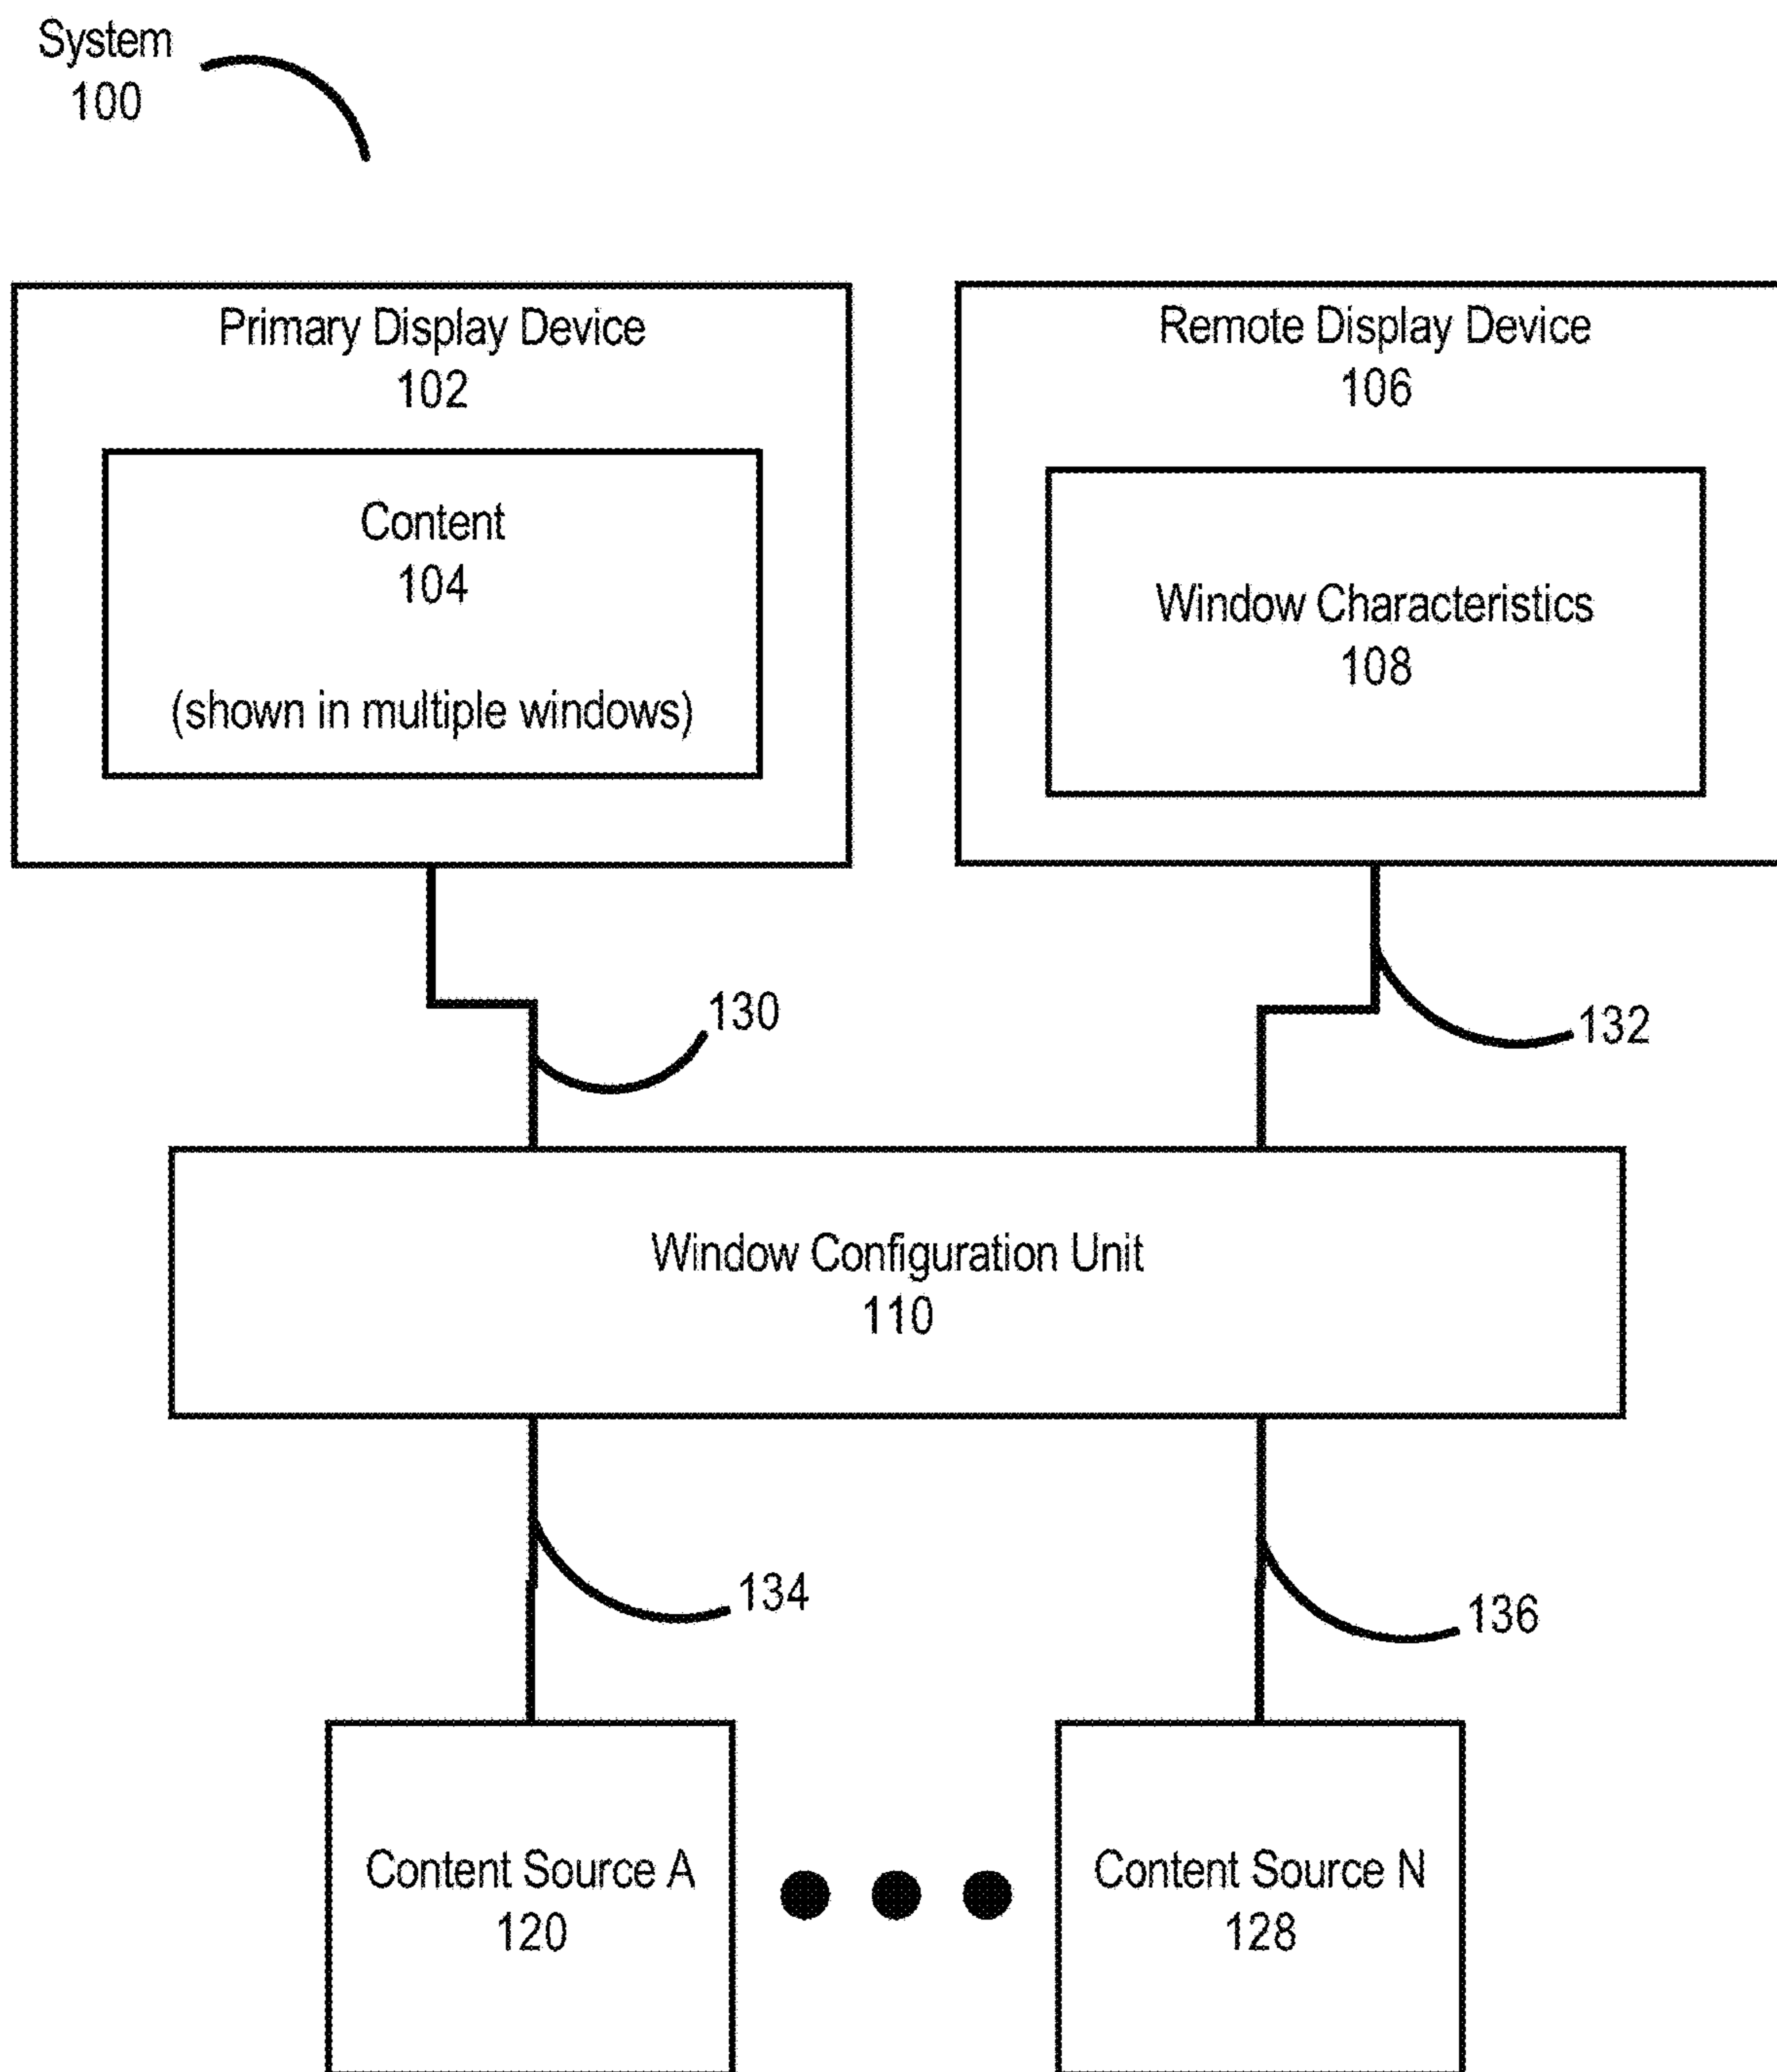 System
100
Primary Display Device
102
Content
104
(shown in multiple windows)
Remote Display Device
106
Window Characteristics
108
130
132
Window Configuration Unit
110
134
136
Content Source A
120
Content Source N
128